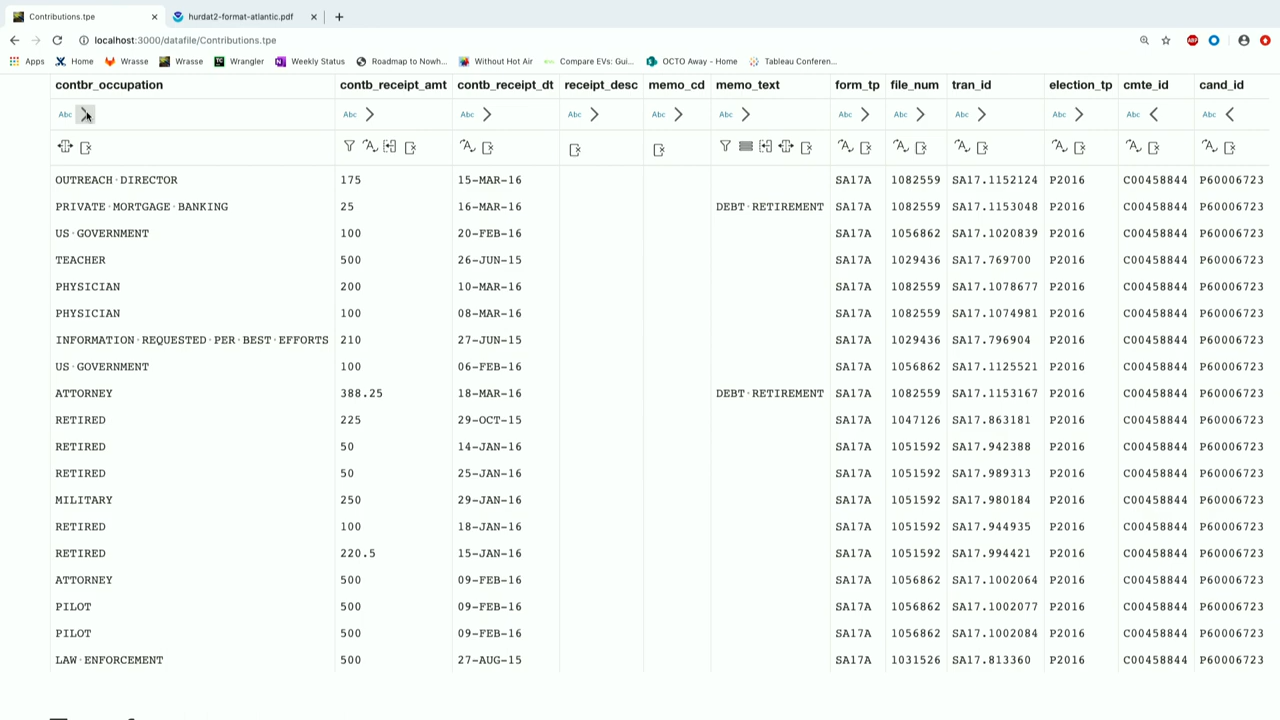 Contributions.tpe hurdat2-format-atlantic.pdf
localhost:3000/datafile/Contributions.tpe ABP
Apps Home Wrasse Wrasse Wrangler Weekly Status Roadmap to Nowh... Without Hot Air Compare EVs: Gui... OCTO Away - Home Tableau Conferen...
contbr_occupation contb_receipt_amt contb_receipt_dt receipt_desc memo_cd memo_text form_tp file_num tran_id election_tp cmte_id cand_id
Abc Abc Abc Abc Abc Abc Abc Abc Abc Abc Abc Abc
OUTREACH·DIRECTOR 175 15-MAR-16 SA17A 1082559 SA17.1152124 P2016 C00458844 P60006723
PRIVATE·MORTGAGE·BANKING 25 16-MAR-16 DEBT·RETIREMENT SA17A 1082559 SA17.1153048 P2016 C00458844 P60006723
US·GOVERNMENT 100 20-FEB-16 SA17A 1056862 SA17.1020839 P2016 C00458844 P60006723
TEACHER 500 26-JUN-15 SA17A 1029436 SA17.769700 P2016 C00458844 P60006723
PHYSICIAN 200 10-MAR-16 SA17A 1082559 SA17.1078677 P2016 C00458844 P60006723
PHYSICIAN 100 08-MAR-16 SA17A 1082559 SA17.1074981 P2016 C00458844 P60006723
INFORMATION·REQUESTED·PER·BEST·EFFORTS 210 27-JUN-15 SA17A 1029436 SA17.796904 P2016 C00458844 P60006723
US·GOVERNMENT 100 06-FEB-16 SA17A 1056862 SA17.1125521 P2016 C00458844 P60006723
ATTORNEY 388.25 18-MAR-16 DEBT·RETIREMENT SA17A 1082559 SA17.1153167 P2016 C00458844 P60006723
RETIRED 225 29-OCT-15 SA17A 1047126 SA17.863181 P2016 C00458844 P60006723
RETIRED 50 14-JAN-16 SA17A 1051592 SA17.942388 P2016 C00458844 P60006723
RETIRED 50 25-JAN-16 SA17A 1051592 SA17.989313 P2016 C00458844 P60006723
MILITARY 250 29-JAN-16 SA17A 1051592 SA17.980184 P2016 C00458844 P60006723
RETIRED 100 18-JAN-16 SA17A 1051592 SA17.944935 P2016 C00458844 P60006723
RETIRED 220.5 15-JAN-16 SA17A 1051592 SA17.994421 P2016 C00458844 P60006723
ATTORNEY 500 09-FEB-16 SA17A 1056862 SA17.1002064 P2016 C00458844 P60006723
PILOT 500 09-FEB-16 SA17A 1056862 SA17.1002077 P2016 C00458844 P60006723
PILOT 500 09-FEB-16 SA17A 1056862 SA17.1002084 P2016 C00458844 P60006723
LAW·ENFORCEMENT 500 27-AUG-15 SA17A 1031526 SA17.813360 P2016 C00458844 P60006723